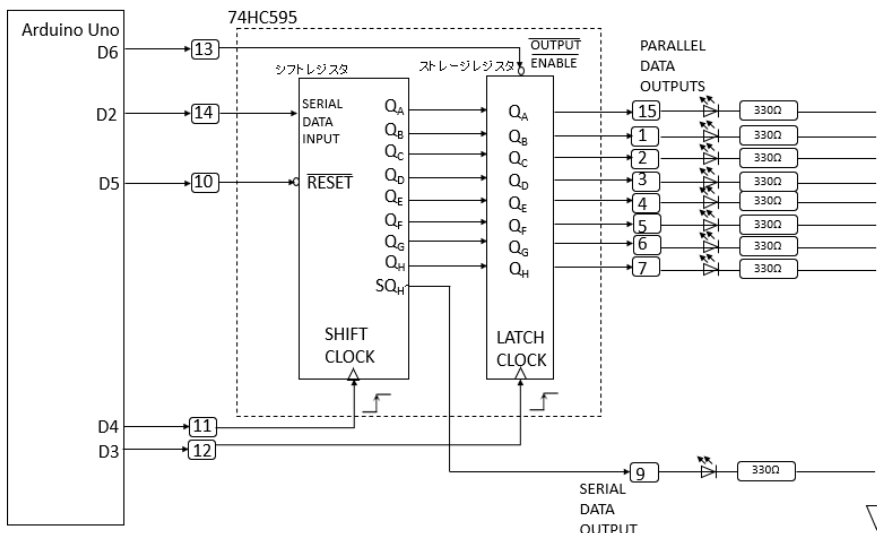 74HC595
Arduino Uno
D6
13
OUTPUT
ENABLE
PARALLEL
DATA
OUTPUTS
シフトレジスタ
ストレージレジスタ
D2
14
SERIAL
DATA
INPUT
QA
QA
15
330Ω
QB
QB
1
330Ω
QC
QC
2
330Ω
D5
10
RESET
QD
QD
3
330Ω
QE
QE
4
330Ω
QF
QF
5
330Ω
QG
QG
6
330Ω
QH
QH
7
330Ω
SQH
SHIFT
CLOCK
LATCH
CLOCK
D4
11
D3
12
9
330Ω
SERIAL
DATA
OUTPUT